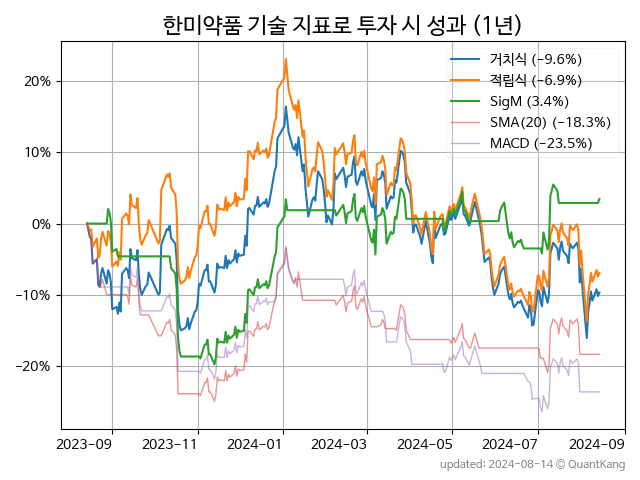 한미약품 기술 지표로 투자 시 성과 (1년)
거치식 (−9.6%)
적립식 (−6.9%)
SigM (3.4%)
SMA(20) (−18.3%)
MACD (−23.5%)
20%
10%
0%
−10%
−20%
2023-09 2023-11 2024-01 2024-03 2024-05 2024-07 2024-09
updated: 2024-08-14 © QuantKang